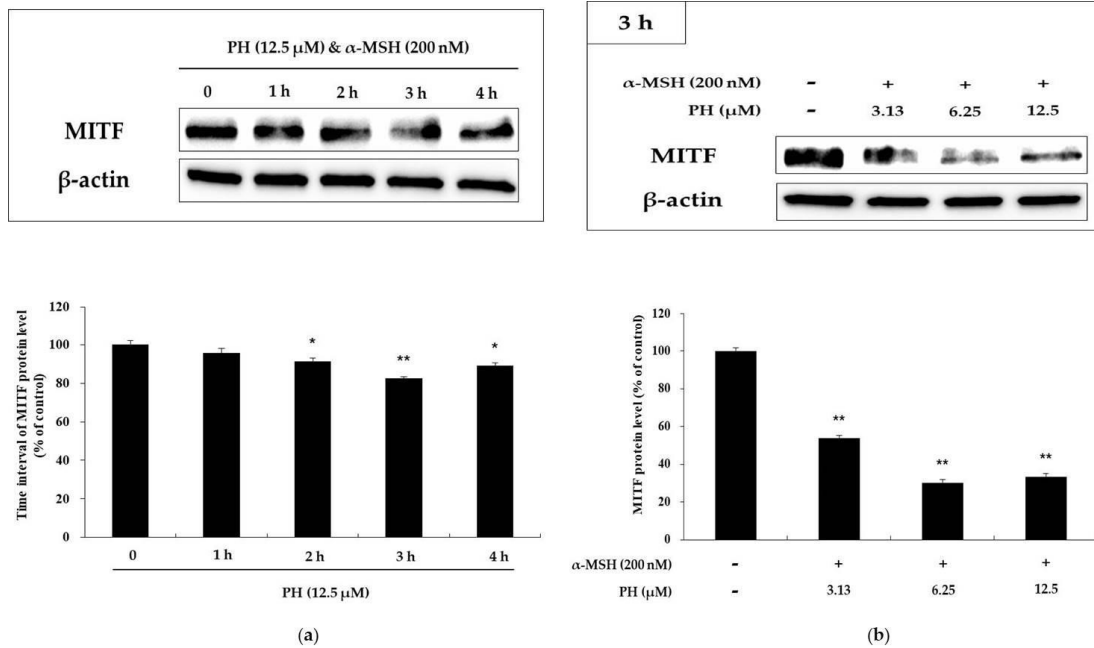 PH (12.5 μM) & α-MSH (200 nM)
0 1 h 2 h 3 h 4 h
MITF
β-actin
120
100
80
60
40
20
0
Time interval of MITF protein level
(% of control)
* ** *
0 1 h 2 h 3 h 4 h
PH (12.5 μM)
(a)
3 h
α-MSH (200 nM) - + + +
PH (μM) - 3.13 6.25 12.5
MITF
β-actin
120
100
80
60
40
20
0
MITF protein level (% of control)
** ** **
α-MSH (200 nM) - + + +
PH (μM) - 3.13 6.25 12.5
(b)